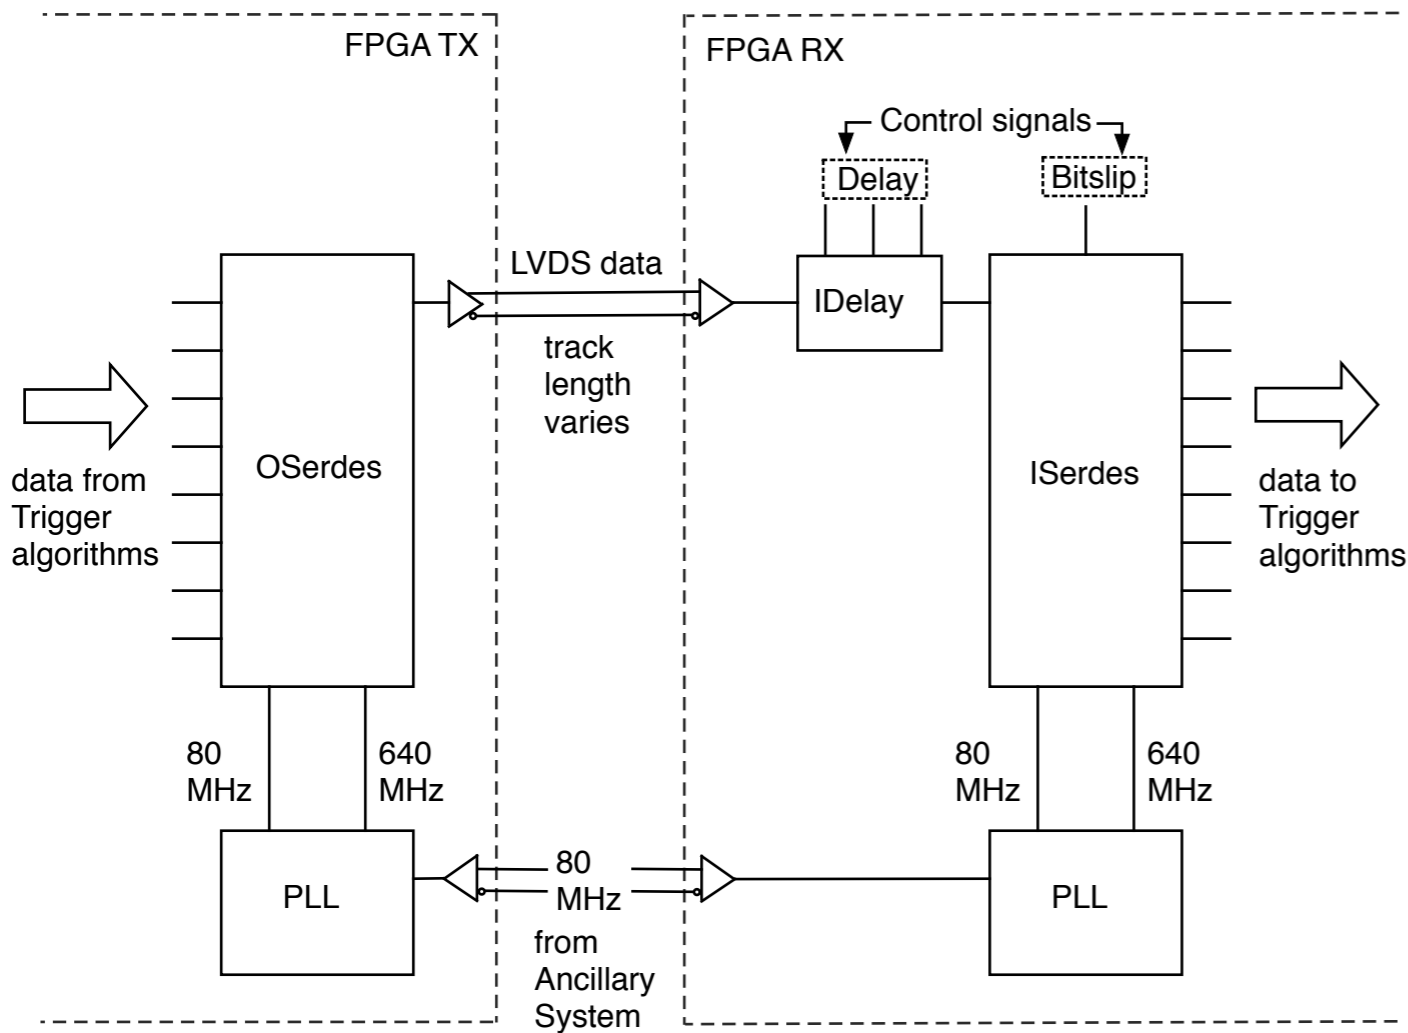 FPGA TX
FPGA RX
Control signals
Delay
Bitslip
LVDS data
IDelay
track
length
varies
OSerdes
ISerdes
data from
Trigger
algorithms
data to
Trigger
algorithms
80
MHz
640
MHz
80
MHz
640
MHz
PLL
80
MHz
PLL
from
Ancillary
System